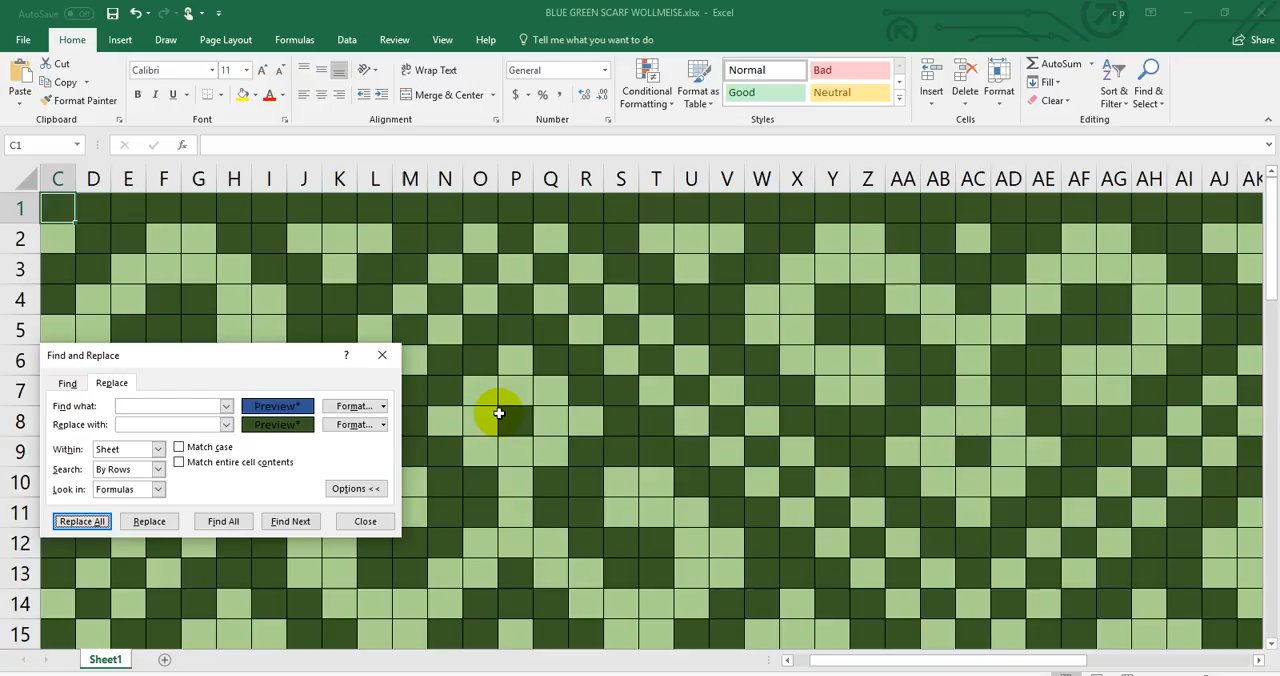 AutoSave Off BLUE GREEN SCARF WOLLMEISE.xlsx - Excel c p
File Home Insert Draw Page Layout Formulas Data Review View Help Tell me what you want to do Share
Paste Cut Copy Format Painter Clipboard
Calibri 11 B I U Font
Wrap Text Merge & Center Alignment
General $ % , Number
Conditional Formatting Format as Table Normal Bad Good Neutral Styles
Insert Delete Format Cells
AutoSum Fill Clear Sort & Filter Find & Select Editing
C1 fx
C D E F G H I J K L M N O P Q R S T U V W X Y Z AA AB AC AD AE AF AG AH AI AJ AK
1
2
3
4
5
6
7
8
9
10
11
12
13
14
15
Find and Replace ?
Find Replace
Find what: Preview* Format...
Replace with: Preview* Format...
Within: Sheet Match case
Search: By Rows Match entire cell contents
Look in: Formulas Options <<
Replace All Replace Find All Find Next Close
Sheet1